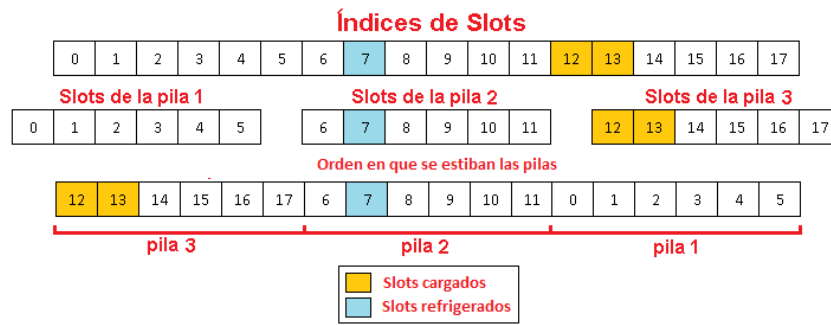 Índices de Slots
0 1 2 3 4 5 6 7 8 9 10 11 12 13 14 15 16 17
Slots de la pila 1 Slots de la pila 2 Slots de la pila 3
0 1 2 3 4 5 6 7 8 9 10 11 12 13 14 15 16 17
Orden en que se estiban las pilas
12 13 14 15 16 17 6 7 8 9 10 11 0 1 2 3 4 5
pila 3 pila 2 pila 1
Slots cargados
Slots refrigerados